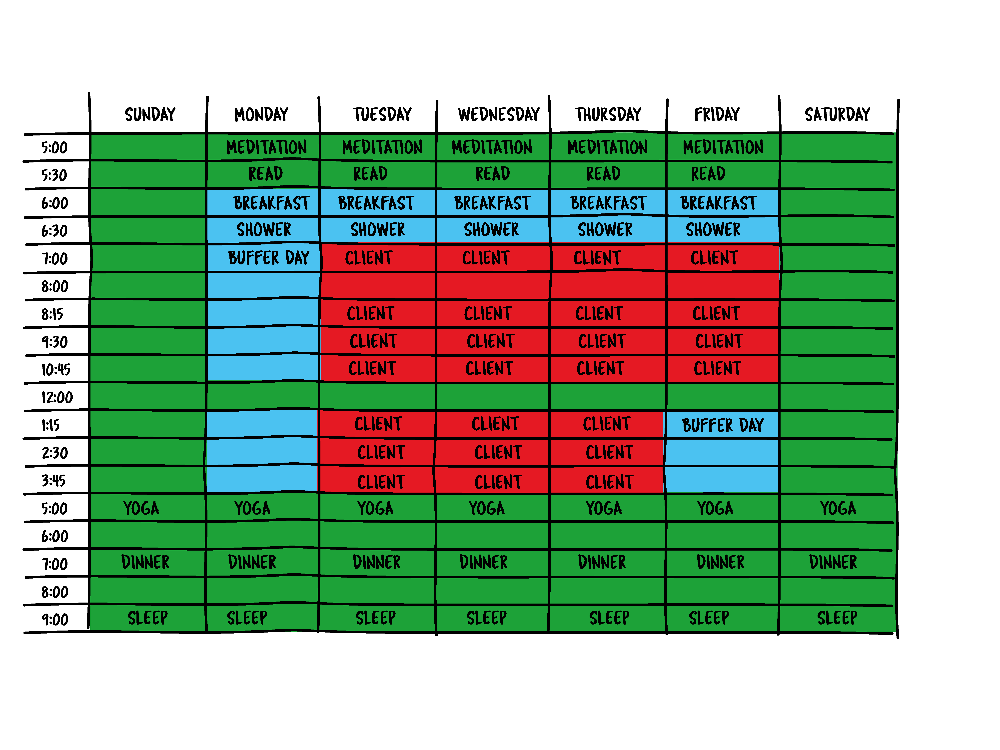 SUNDAY MONDAY TUESDAY WEDNESDAY THURSDAY FRIDAY SATURDAY
5:00 MEDITATION MEDITATION MEDITATION MEDITATION MEDITATION
5:30 READ READ READ READ READ
6:00 BREAKFAST BREAKFAST BREAKFAST BREAKFAST BREAKFAST
6:30 SHOWER SHOWER SHOWER SHOWER SHOWER
7:00 BUFFER DAY CLIENT CLIENT CLIENT CLIENT
8:00
8:15 CLIENT CLIENT CLIENT CLIENT
9:30 CLIENT CLIENT CLIENT CLIENT
10:45 CLIENT CLIENT CLIENT CLIENT
12:00
1:15 CLIENT CLIENT CLIENT BUFFER DAY
2:30 CLIENT CLIENT CLIENT
3:45 CLIENT CLIENT CLIENT
5:00 YOGA YOGA YOGA YOGA YOGA YOGA YOGA
6:00
7:00 DINNER DINNER DINNER DINNER DINNER DINNER DINNER
8:00
9:00 SLEEP SLEEP SLEEP SLEEP SLEEP SLEEP SLEEP